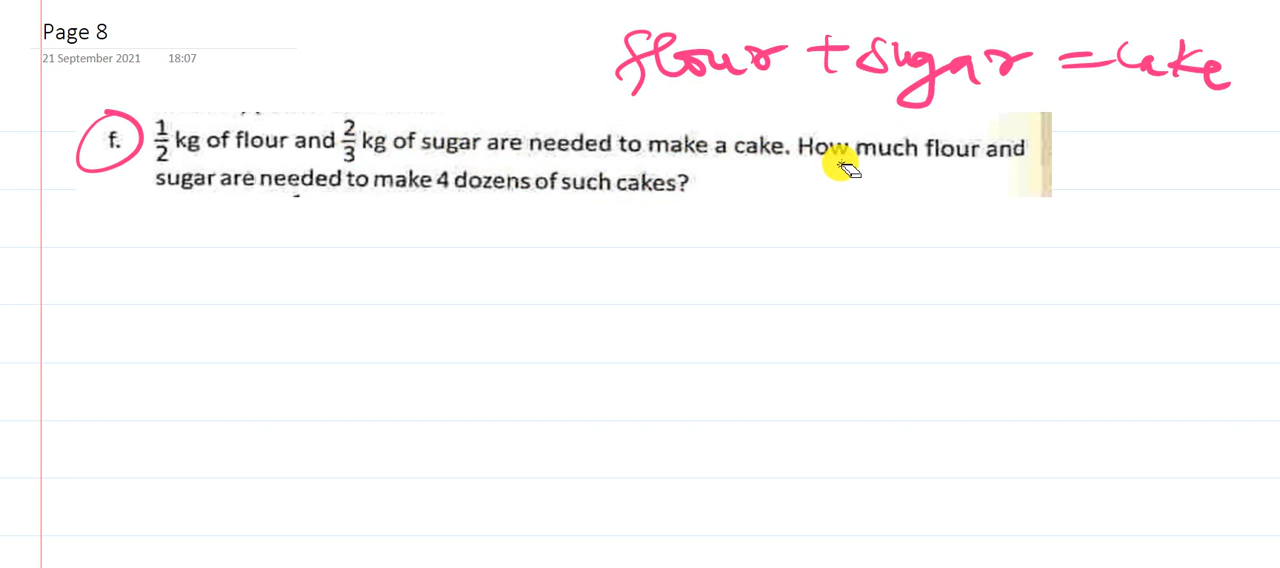 Page 8
21 September 2021 18:07
flour + sugar = cake
f. 1/2 kg of flour and 2/3 kg of sugar are needed to make a cake. How much flour and
sugar are needed to make 4 dozens of such cakes?